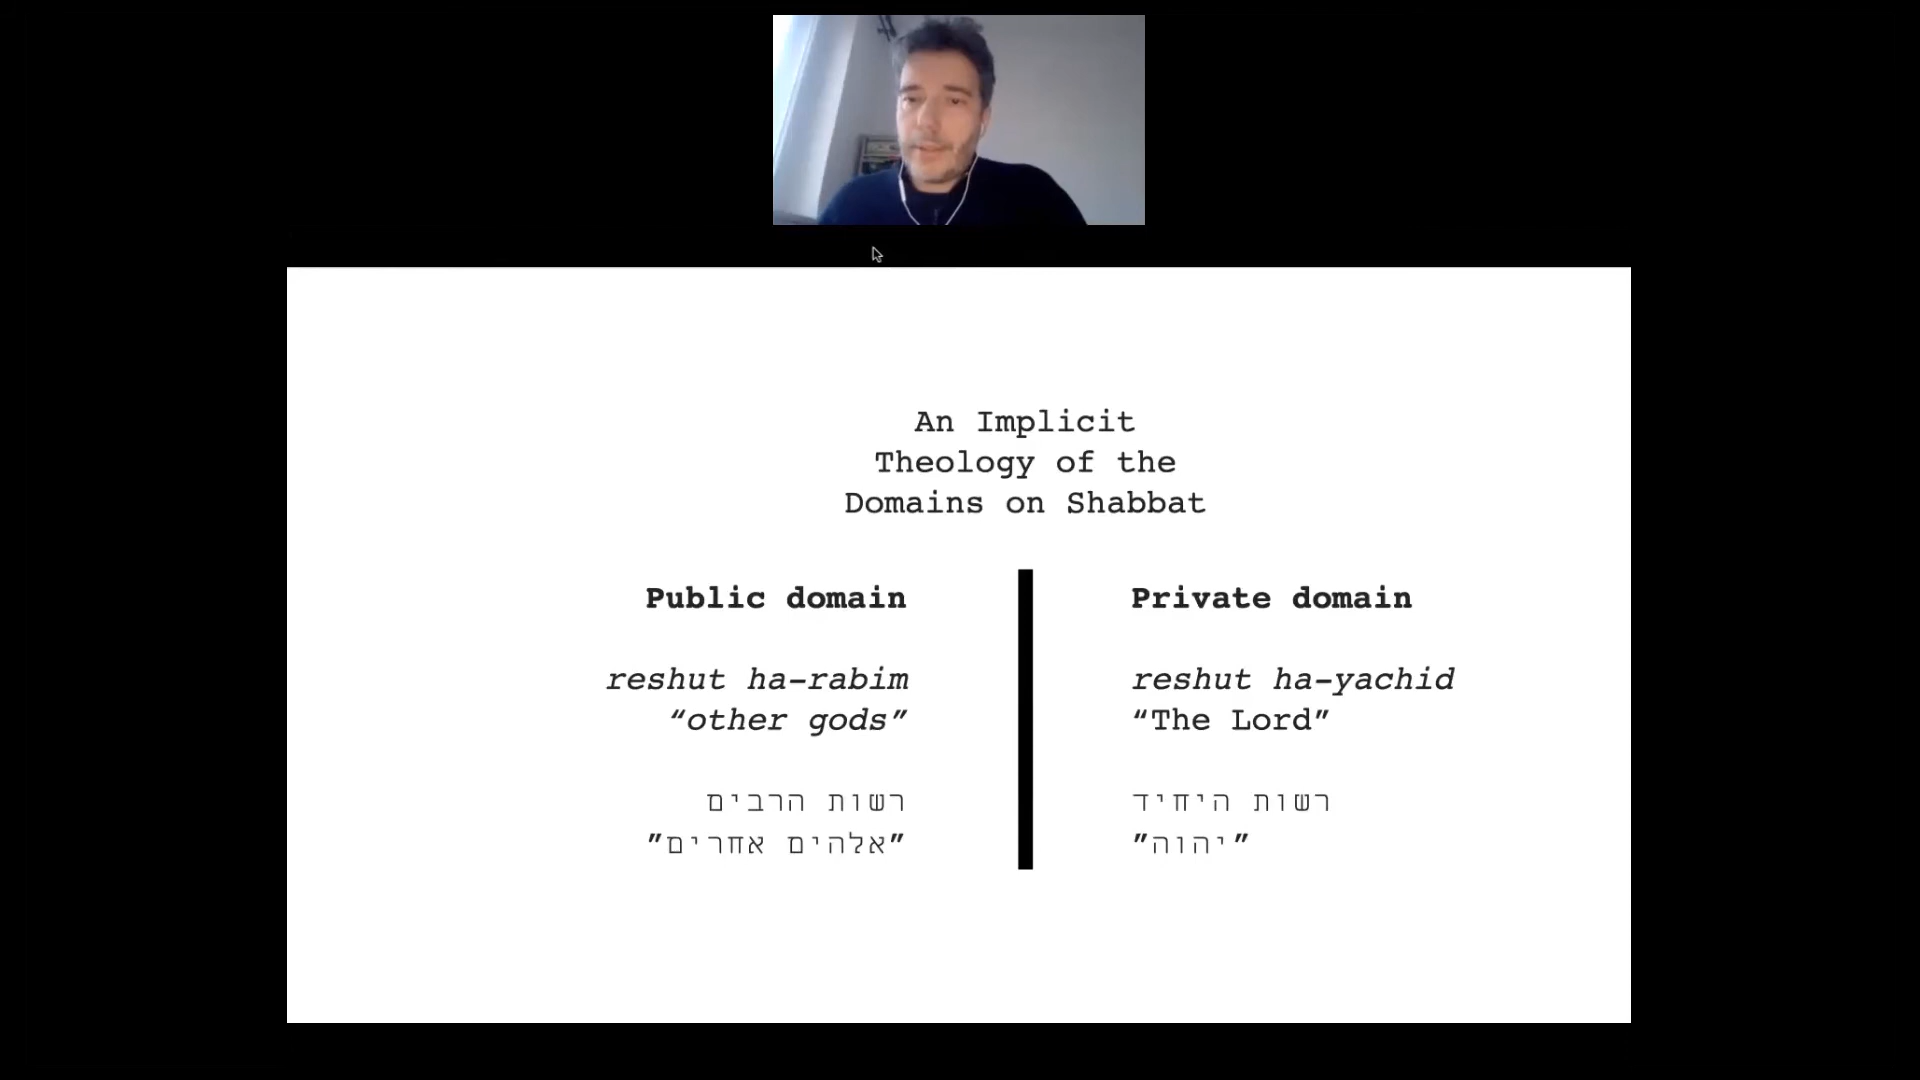 An Implicit
Theology of the
Domains on Shabbat
Public domain
reshut ha-rabim
“other gods”
רשות הרבים
”אלהים אחרים”
Private domain
reshut ha-yachid
“The Lord”
רשות היחיד
”יהוה”